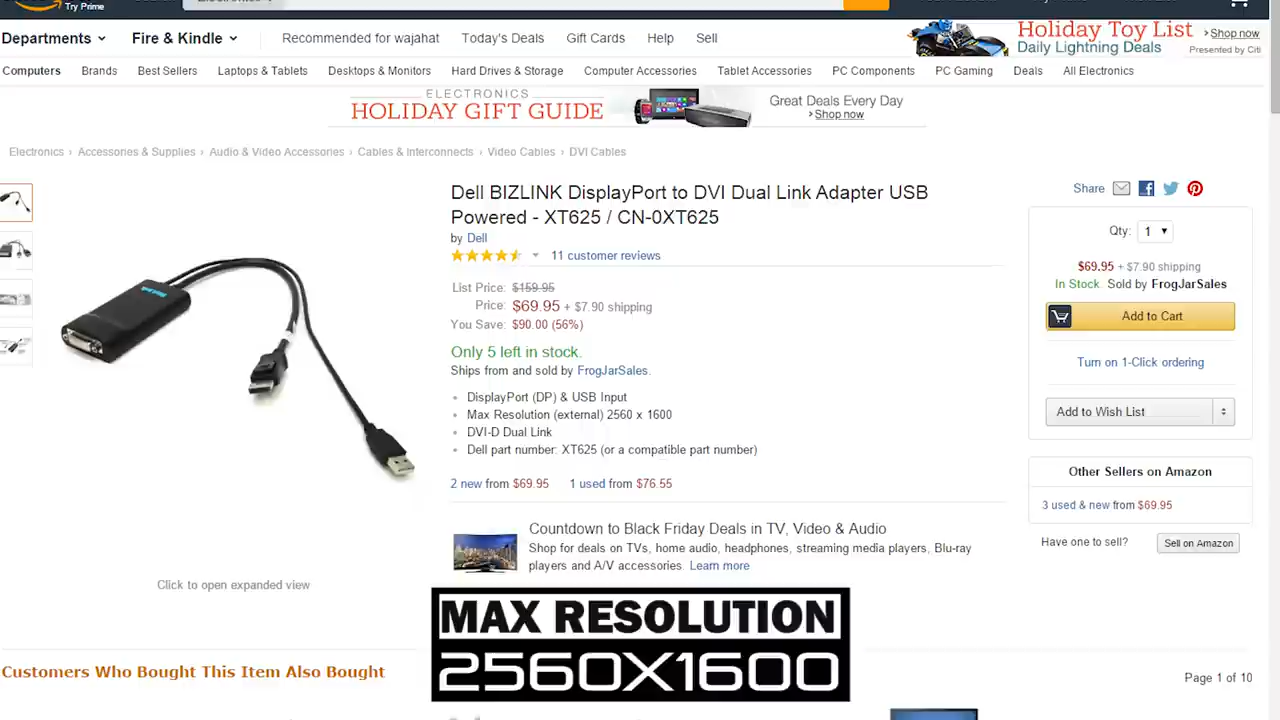 Try Prime
Departments
Fire & Kindle
Recommended for wajahat
Today's Deals
Gift Cards
Help
Sell
Holiday Toy List
Daily Lightning Deals
Shop now
Presented by Citi
Computers
Brands
Best Sellers
Laptops & Tablets
Desktops & Monitors
Hard Drives & Storage
Computer Accessories
Tablet Accessories
PC Components
PC Gaming
Deals
All Electronics
ELECTRONICS
HOLIDAY GIFT GUIDE
Great Deals Every Day
› Shop now
Electronics › Accessories & Supplies › Audio & Video Accessories › Cables & Interconnects › Video Cables › DVI Cables
Dell BIZLINK DisplayPort to DVI Dual Link Adapter USB
Powered - XT625 / CN-0XT625
by Dell
11 customer reviews
List Price: $159.95
Price: $69.95 + $7.90 shipping
You Save: $90.00 (56%)
Only 5 left in stock.
Ships from and sold by FrogJarSales.
DisplayPort (DP) & USB Input
Max Resolution (external) 2560 x 1600
DVI-D Dual Link
Dell part number: XT625 (or a compatible part number)
2 new from $69.95 1 used from $76.55
Countdown to Black Friday Deals in TV, Video & Audio
Shop for deals on TVs, home audio, headphones, streaming media players, Blu-ray
players and A/V accessories. Learn more
Click to open expanded view
Share
Qty: 1
$69.95 + $7.90 shipping
In Stock. Sold by FrogJarSales
Add to Cart
Turn on 1-Click ordering
Add to Wish List
Other Sellers on Amazon
3 used & new from $69.95
Have one to sell?
Sell on Amazon
MAX RESOLUTION
2560X1600
Customers Who Bought This Item Also Bought
Page 1 of 10